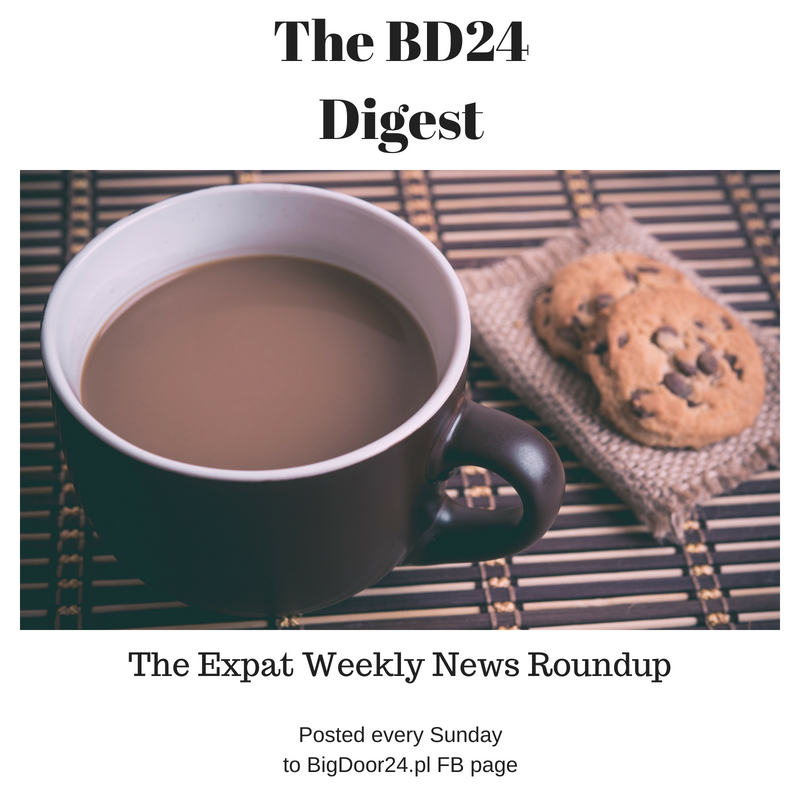 The BD24
Digest
The Expat Weekly News Roundup
Posted every Sunday
to BigDoor24.pl FB page